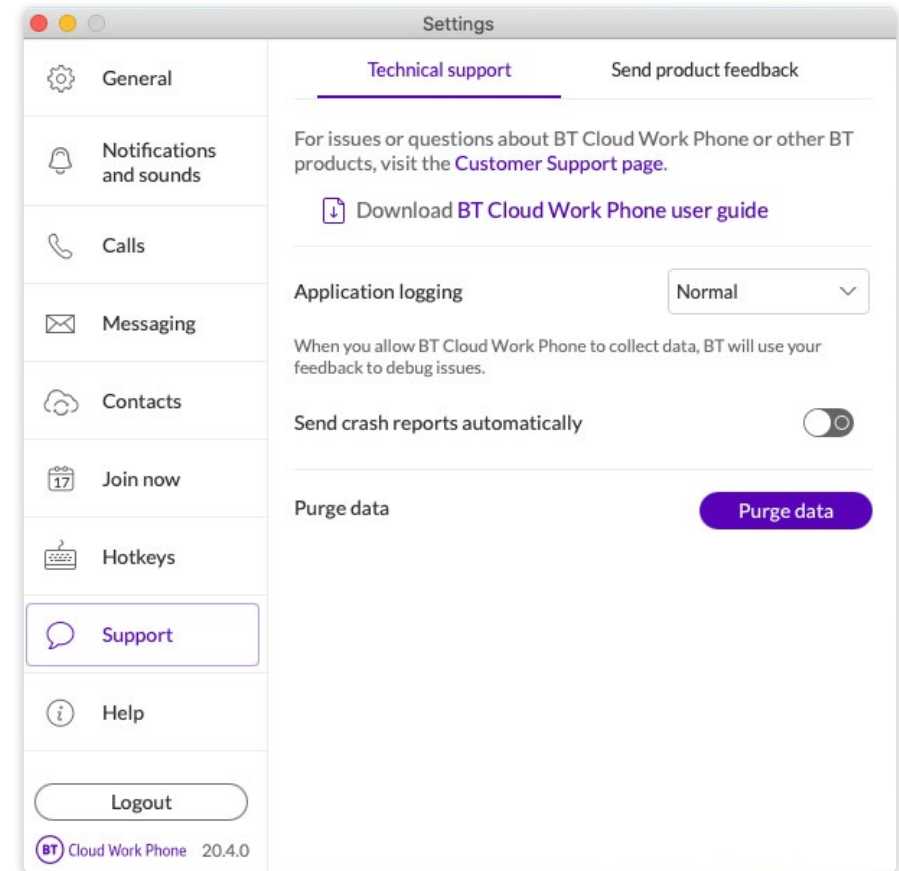 Settings
General
Notifications
and sounds
Calls
Messaging
Contacts
17
Join now
Hotkeys
Support
Help
Logout
BT Cloud Work Phone 20.4.0
Technical support
Send product feedback
For issues or questions about BT Cloud Work Phone or other BT
products, visit the Customer Support page.
Download BT Cloud Work Phone user guide
Application logging
Normal
When you allow BT Cloud Work Phone to collect data, BT will use your
feedback to debug issues.
Send crash reports automatically
Purge data
Purge data